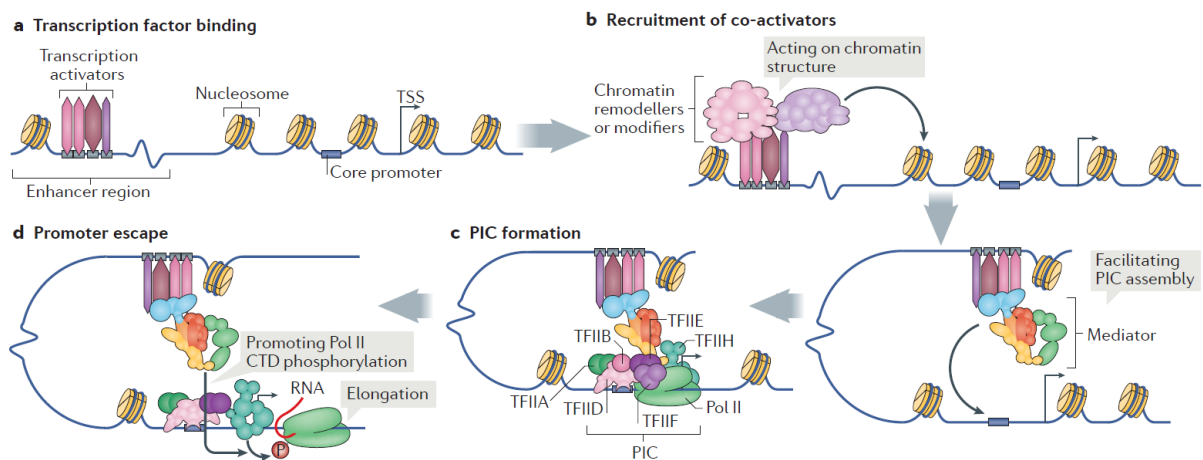 a Transcription factor binding
Transcription
activators
Nucleosome
TSS
Core promoter
Enhancer region
b Recruitment of co-activators
Acting on chromatin
structure
Chromatin
remodellers
or modifiers
Facilitating
PIC assembly
Mediator
c PIC formation
TFIIE
TFIIB
TFIIH
TFIIA
TFIID
TFIIF
Pol II
PIC
d Promoter escape
Promoting Pol II
CTD phosphorylation
RNA
Elongation
P